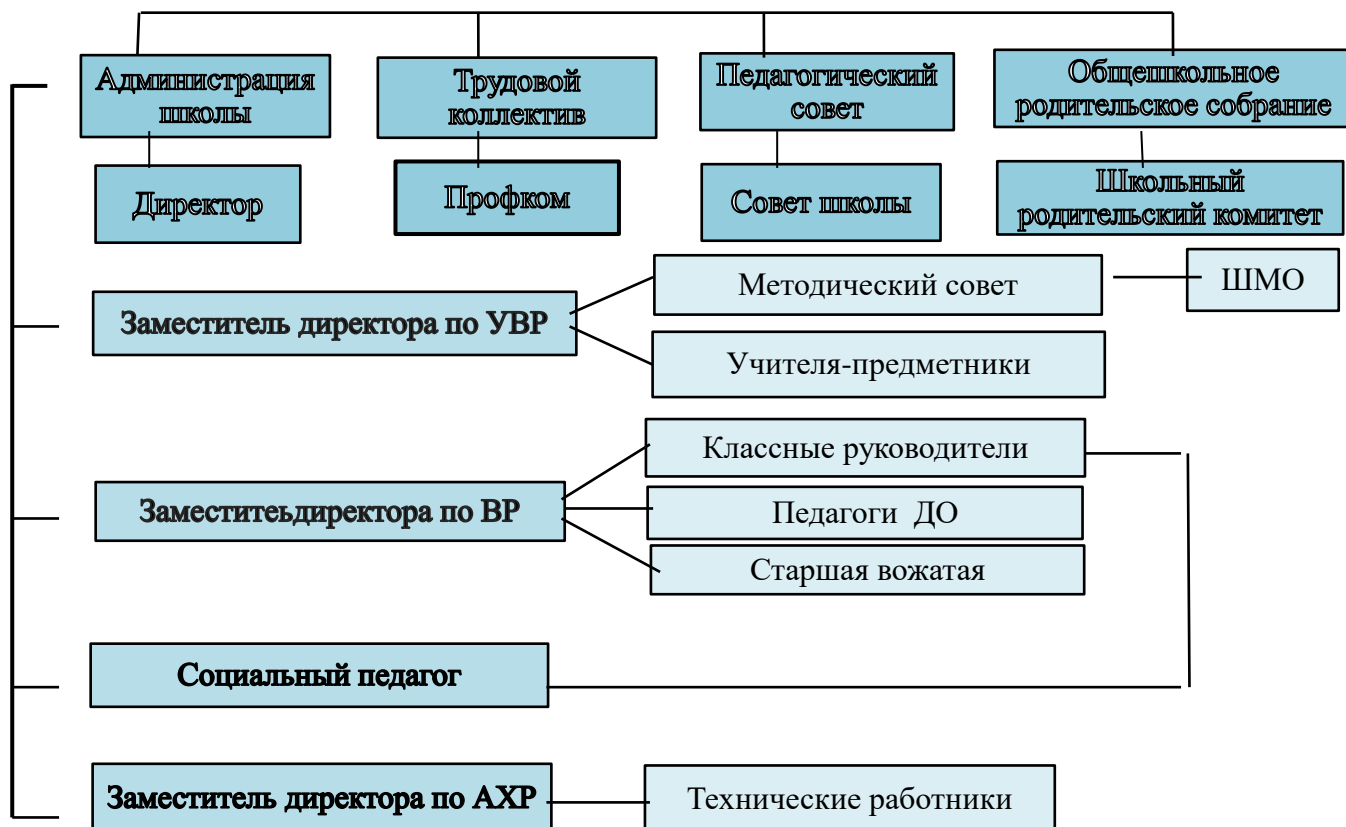 Администрация
школы
Трудовой
коллектив
Педагогический
совет
Общешкольное
родительское собрание
Директор
Профком
Совет школы
Школьный
родительский комитет
Методический совет
ШМО
Заместитель директора по УВР
Учителя-предметники
Классные руководители
Заместитеьдиректора по ВР
Педагоги ДО
Старшая вожатая
Социальный педагог
Заместитель директора по АХР
Технические работники